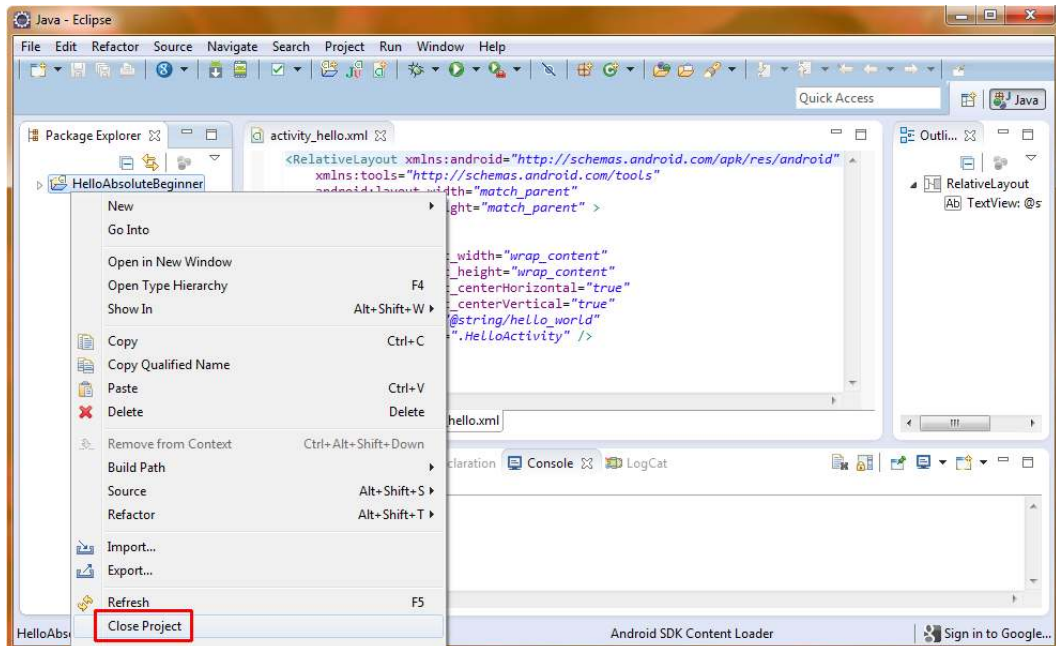 Java - Eclipse
File Edit Refactor Source Navigate Search Project Run Window Help
Quick Access
Java
Package Explorer
activity_hello.xml
Outli...
<RelativeLayout xmlns:android="http://schemas.android.com/apk/res/android"
xmlns:tools="http://schemas.android.com/tools"
HelloAbsoluteBeginner
RelativeLayout
android:layout_width="match_parent"
New
ght="match_parent" >
Ab TextView: @s
Go Into
Open in New Window
_width="wrap_content"
_height="wrap_content"
Open Type Hierarchy F4
_centerHorizontal="true"
Show In Alt+Shift+W
_centerVertical="true"
"@string/hello_world"
Copy Ctrl+C
".HelloActivity" />
Copy Qualified Name
Paste Ctrl+V
Delete Delete
hello.xml
Remove from Context Ctrl+Alt+Shift+Down
claration Console LogCat
Build Path
Source Alt+Shift+S
Refactor Alt+Shift+T
Import...
Export...
Refresh F5
Close Project
HelloAbs
Android SDK Content Loader
Sign in to Google...